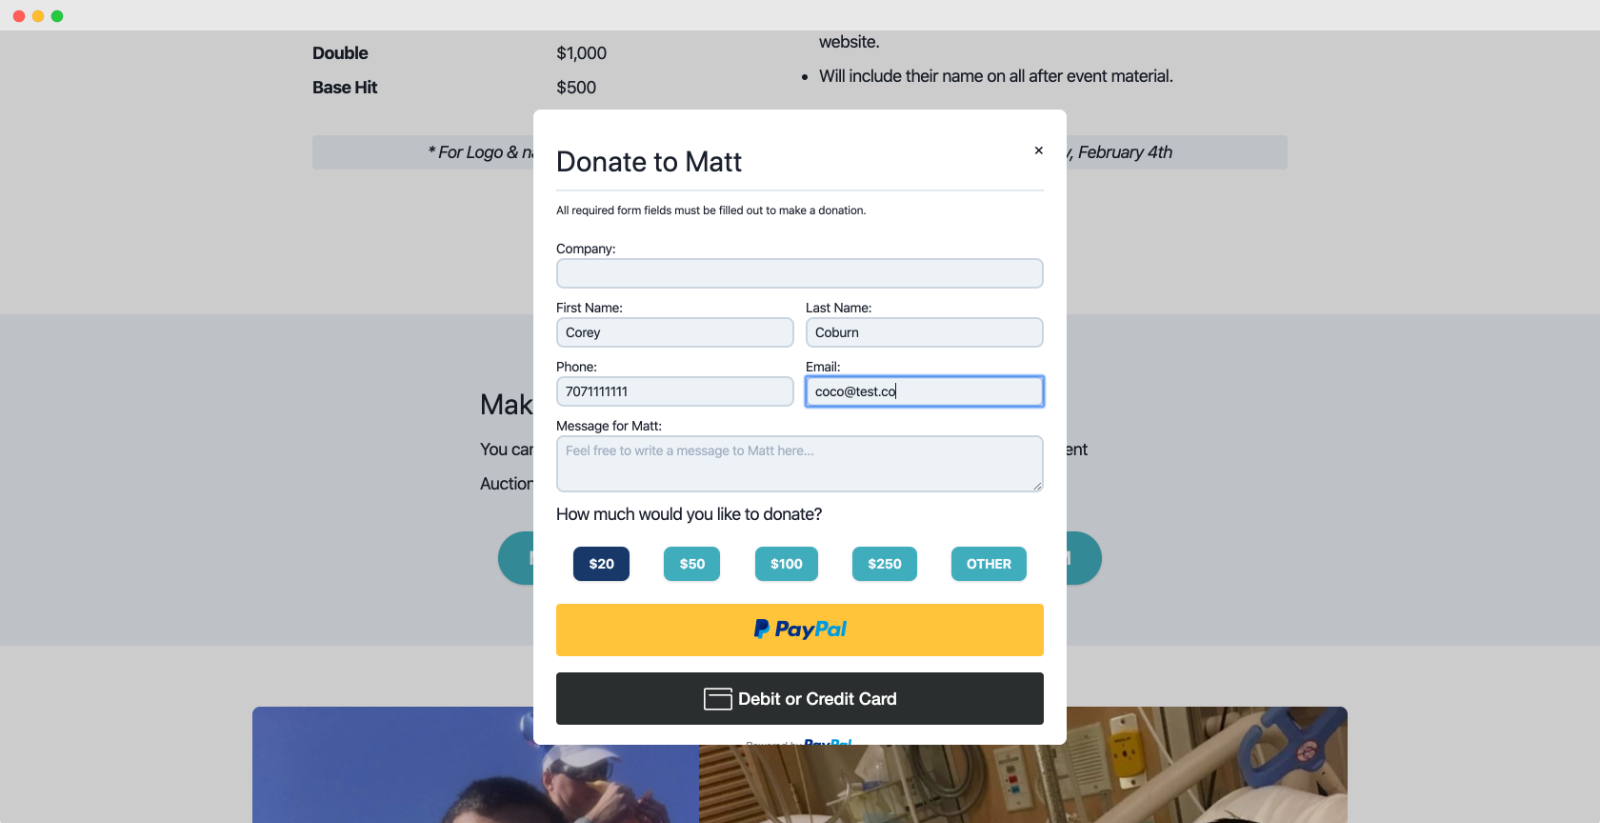 Double $1,000
Base Hit $500
website.
• Will include their name on all after event material.
* For Logo &
, February 4th
Donate to Matt
×
All required form fields must be filled out to make a donation.
Company:
First Name: Last Name:
Corey Coburn
Phone: Email:
7071111111 coco@test.co
Message for Matt:
Feel free to write a message to Matt here...
How much would you like to donate?
$20 $50 $100 $250 OTHER
PayPal
Debit or Credit Card
Powered by PayPal
Mak
You can
ent
Auction